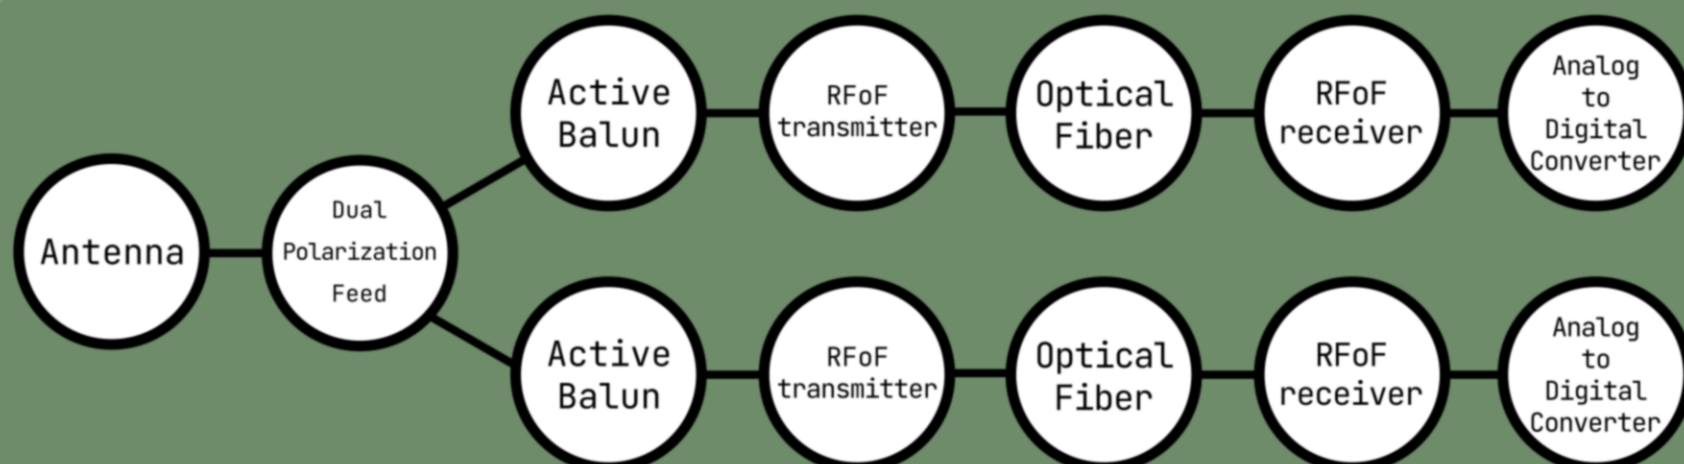 Antenna
Dual
Polarization
Feed
Active
Balun
RFoF
transmitter
Optical
Fiber
RFoF
receiver
Analog
to
Digital
Converter
Active
Balun
RFoF
transmitter
Optical
Fiber
RFoF
receiver
Analog
to
Digital
Converter